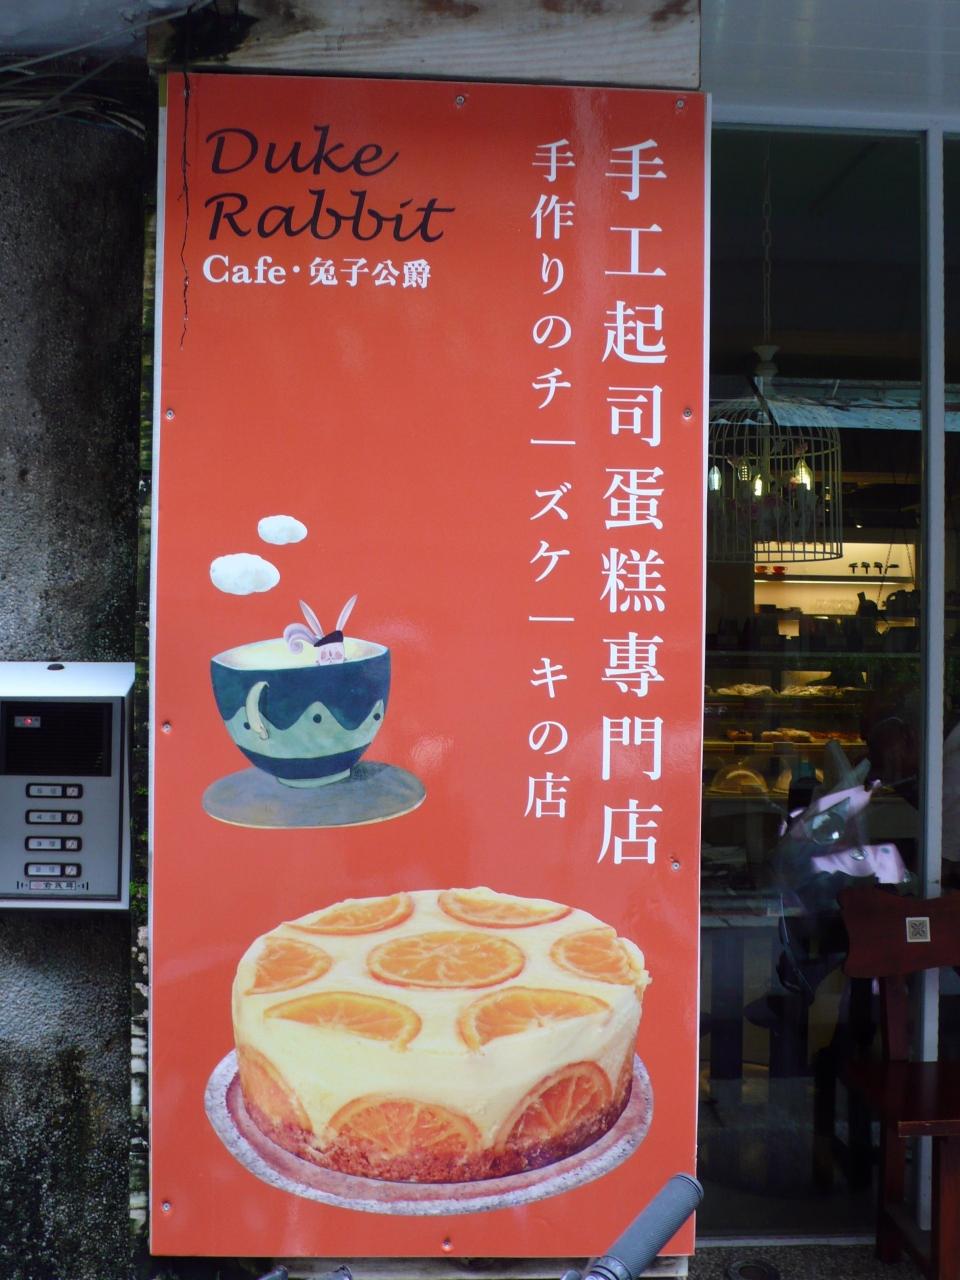 Duke
Rabbit
Cafe·兔子公爵
手工起司蛋糕專門店
手作りのチーズケーキの店